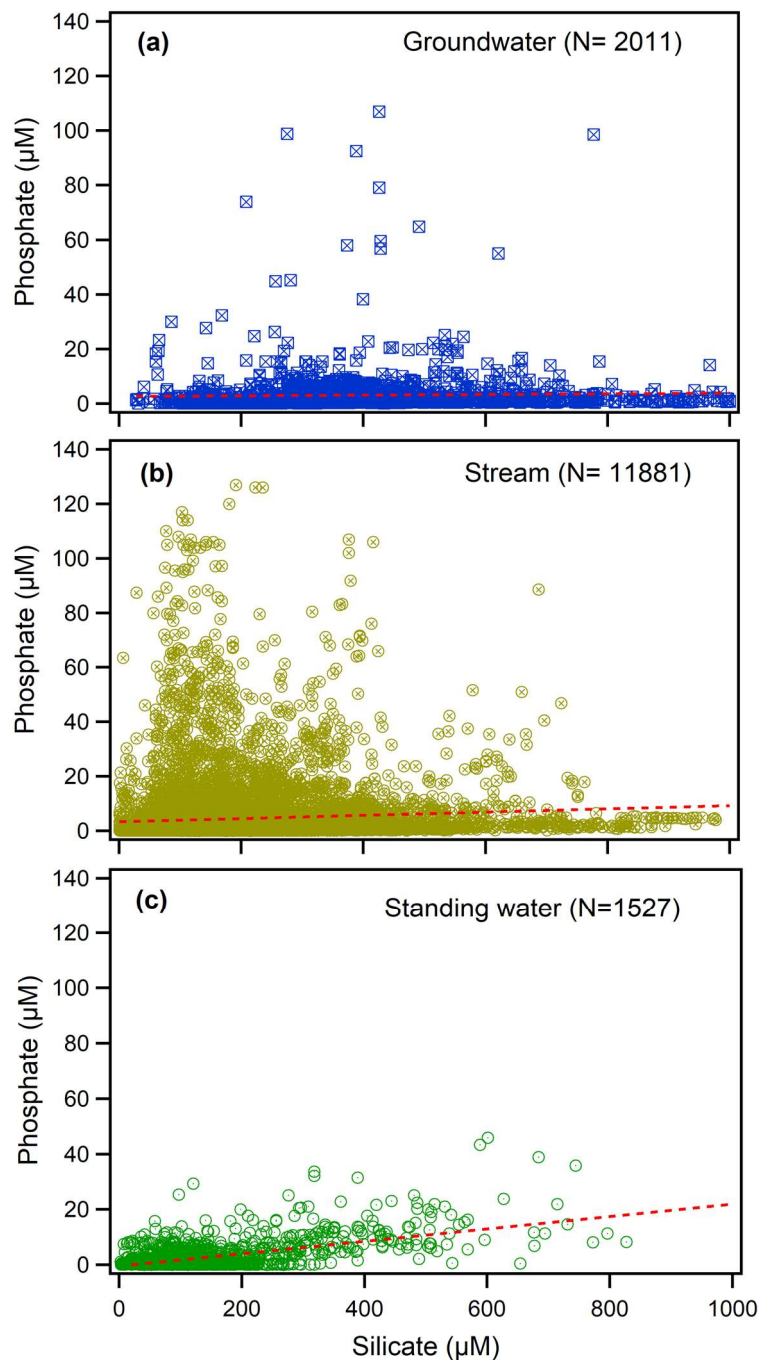 140
(a)
Groundwater (N= 2011)
120
100
80
60
40
20
0
Phosphate (µM)
140
(b)
Stream (N= 11881)
120
100
80
60
40
20
0
Phosphate (µM)
140
(c)
Standing water (N=1527)
120
100
80
60
40
20
0
Phosphate (µM)
0 200 400 600 800 1000
Silicate (µM)